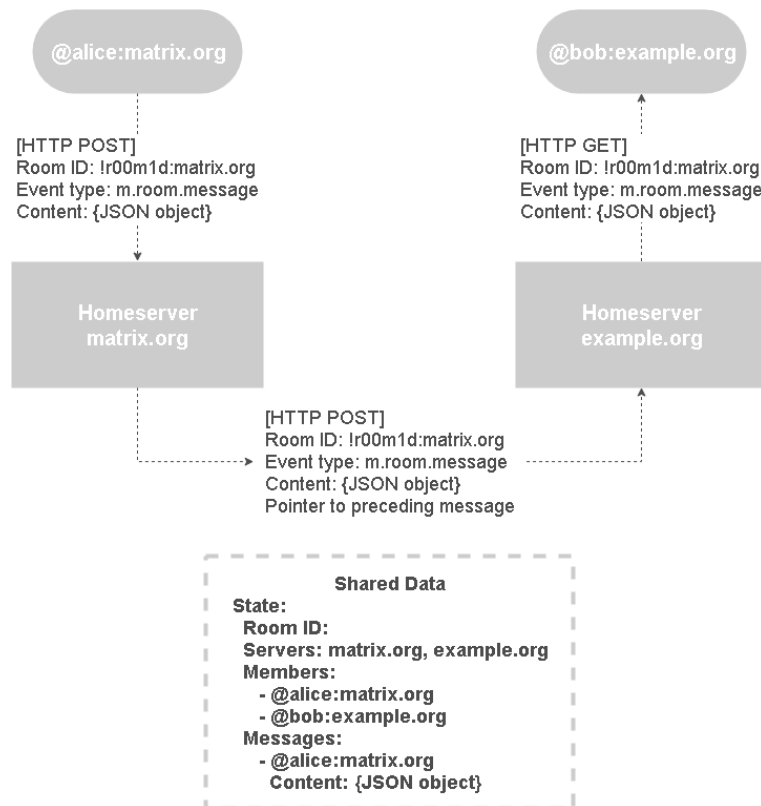 @alice:matrix.org
@bob:example.org
[HTTP POST]
Room ID: !r00m1d:matrix.org
Event type: m.room.message
Content: {JSON object}
[HTTP GET]
Room ID: !r00m1d:matrix.org
Event type: m.room.message
Content: {JSON object}
Homeserver
matrix.org
Homeserver
example.org
[HTTP POST]
Room ID: !r00m1d:matrix.org
Event type: m.room.message
Content: {JSON object}
Pointer to preceding message
Shared Data
State:
Room ID:
Servers: matrix.org, example.org
Members:
- @alice:matrix.org
- @bob:example.org
Messages:
- @alice:matrix.org
Content: {JSON object}